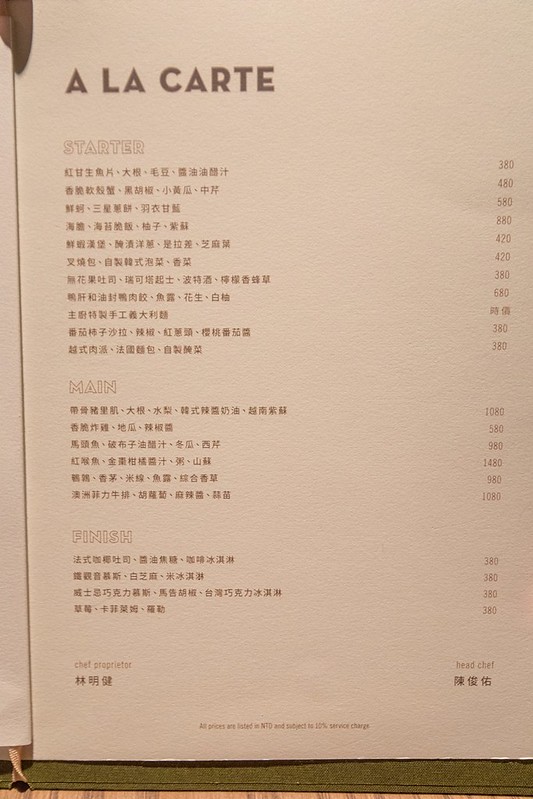 A LA CARTE
STARTER
紅甘生魚片、大根、毛豆、醬油油醋汁 380
香脆軟殼蟹、黑胡椒、小黃瓜、中芹 480
鮮蚵、三星蔥餅、羽衣甘藍 580
海膽、海苔脆飯、柚子、紫蘇 880
鮮蝦漢堡、醃漬洋蔥、是拉差、芝麻葉 420
叉燒包、自製韓式泡菜、香菜 420
無花果吐司、瑞可塔起士、波特酒、檸檬香蜂草 380
鴨肝和油封鴨肉餃、魚露、花生、白柚 680
主廚特製手工義大利麵 時價
番茄柿子沙拉、辣椒、紅蔥頭、櫻桃番茄醬 380
越式肉派、法國麵包、自製醃菜 380
MAIN
帶骨豬里肌、大根、水梨、韓式辣醬奶油、越南紫蘇 1080
香脆炸雞、地瓜、辣椒醬 580
馬頭魚、破布子油醋汁、冬瓜、西芹 980
紅喉魚、金棗柑橘醬汁、粥、山蘇 1480
鵪鶉、香茅、米線、魚露、綜合香草 980
澳洲菲力牛排、胡蘿蔔、麻辣醬、蒜苗 1080
FINISH
法式咖椰吐司、醬油焦糖、咖啡冰淇淋 380
鐵觀音慕斯、白芝麻、米冰淇淋 380
威士忌巧克力慕斯、馬告胡椒、台灣巧克力冰淇淋 380
草莓、卡菲萊姆、羅勒 380
chef proprietor head chef
林明健 陳俊佑
All prices are listed in NTD and subject to 10% service charge